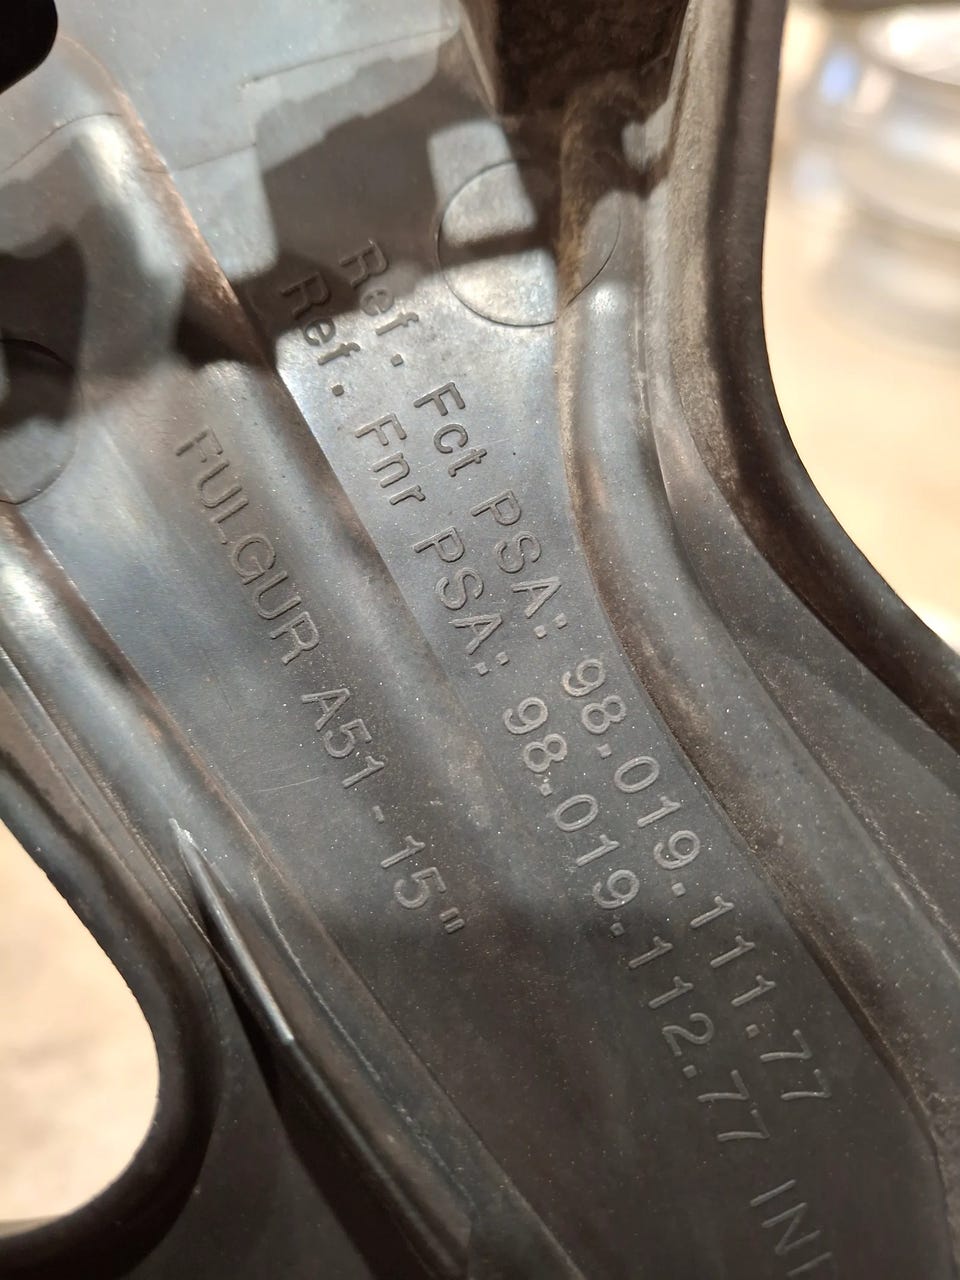 Ref. Fct PSA: 98.019.111.77
Ref. Fnr PSA: 98.019.112.77
FULGUR A51 - 15"